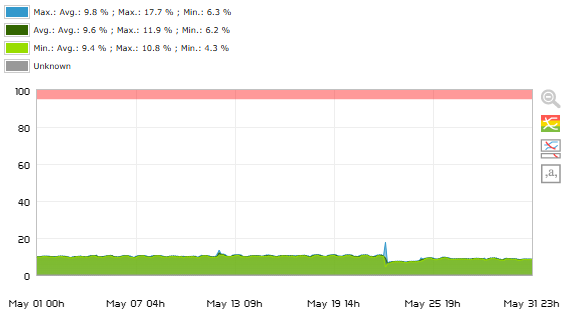 Max.: Avg.: 9.8 % ; Max.: 17.7 % ; Min.: 6.3 %
Avg.: Avg.: 9.6 % ; Max.: 11.9 % ; Min.: 6.2 %
Min.: Avg.: 9.4 % ; Max.: 10.8 % ; Min.: 4.3 %
Unknown
100
80
60
40
20
0
May 01 00h May 07 04h May 13 09h May 19 14h May 25 19h May 31 23h
.a.